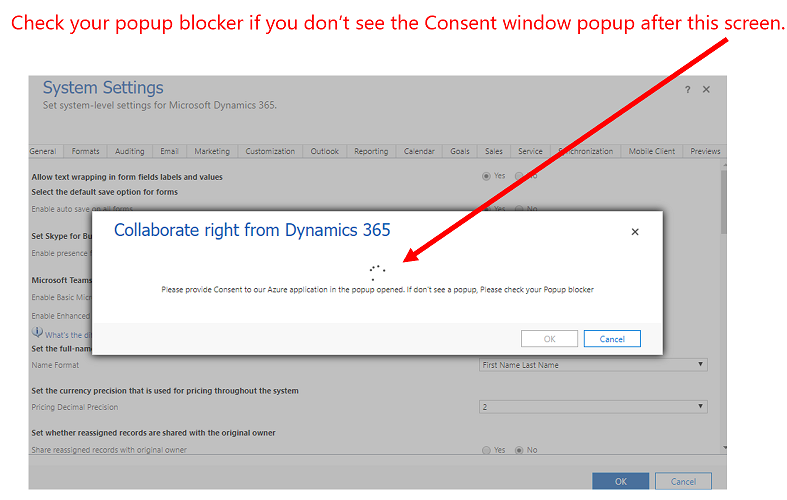 Check your popup blocker if you don't see the Consent window popup after this screen.
System Settings
Set system-level settings for Microsoft Dynamics 365.
? ×
General Formats Auditing Email Marketing Customization Outlook Reporting Calendar Goals Sales Service Synchronization Mobile Client Previews
Allow text wrapping in form fields labels and values Yes No
Select the default save option for forms
Enable auto save on all forms Yes No
Set Skype for Bu
Enable presence f
Microsoft Teams
Enable Basic Micr
Enable Enhanced
What's the di
Collaborate right from Dynamics 365 ×
Please provide Consent to our Azure application in the popup opened. If don't see a popup, Please check your Popup blocker
OK Cancel
Set the full-nam
Name Format First Name Last Name
Set the currency precision that is used for pricing throughout the system
Pricing Decimal Precision 2
Set whether reassigned records are shared with the original owner
Share reassigned records with original owner Yes No
OK Cancel